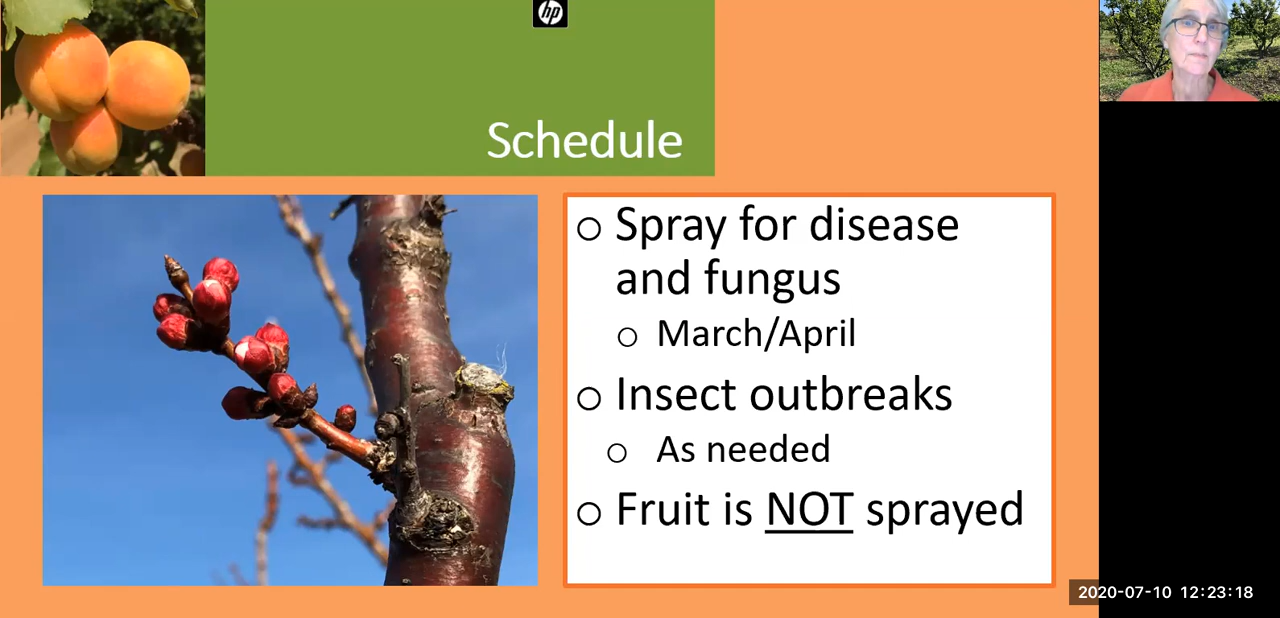 hp
Schedule
o Spray for disease
and fungus
o March/April
o Insect outbreaks
o As needed
o Fruit is NOT sprayed
2020-07-10 12:23:18